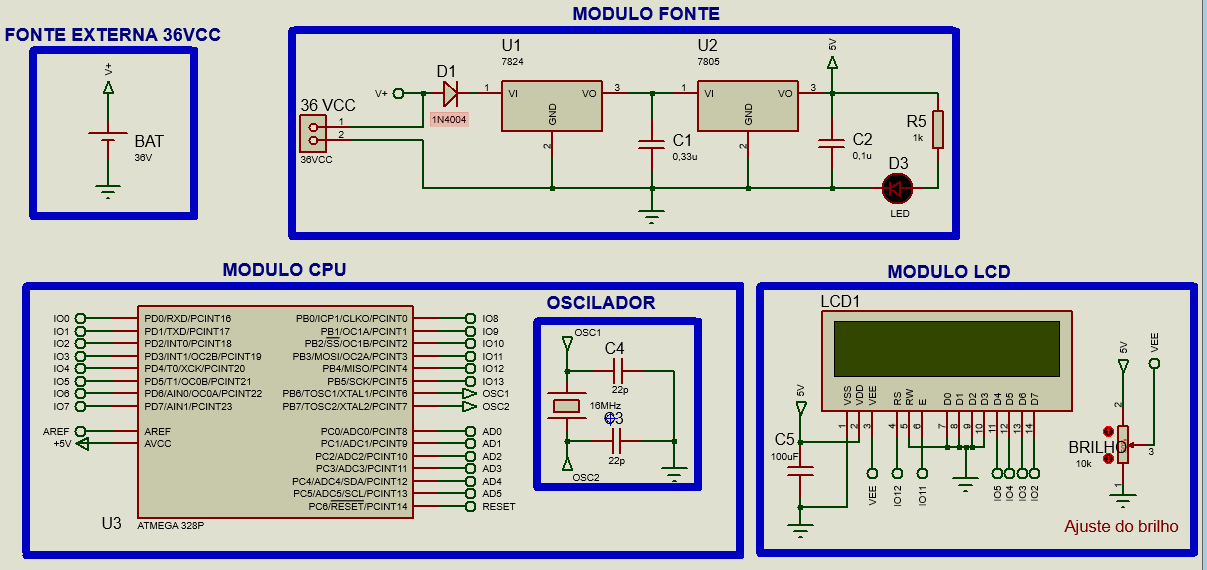 MODULO FONTE
FONTE EXTERNA 36VCC
V+
BAT
36V
36 VCC
1
2
36VCC
V+
D1
1N4004
U1
7824
1
VI
VO
3
GND
2
C1
0,33u
U2
7805
1
VI
VO
3
GND
2
5V
C2
0,1u
R5
1k
D3
LED
MODULO CPU
IO0
IO1
IO2
IO3
IO4
IO5
IO6
IO7
AREF
+5V
PD0/RXD/PCINT16
PD1/TXD/PCINT17
PD2/INT0/PCINT18
PD3/INT1/OC2B/PCINT19
PD4/T0/XCK/PCINT20
PD5/T1/OC0B/PCINT21
PD6/AIN0/OC0A/PCINT22
PD7/AIN1/PCINT23
AREF
AVCC
PB0/ICP1/CLKO/PCINT0
PB1/OC1A/PCINT1
PB2/SS/OC1B/PCINT2
PB3/MOSI/OC2A/PCINT3
PB4/MISO/PCINT4
PB5/SCK/PCINT5
PB6/TOSC1/XTAL1/PCINT6
PB7/TOSC2/XTAL2/PCINT7
PC0/ADC0/PCINT8
PC1/ADC1/PCINT9
PC2/ADC2/PCINT10
PC3/ADC3/PCINT11
PC4/ADC4/SDA/PCINT12
PC5/ADC5/SCL/PCINT13
PC6/RESET/PCINT14
IO8
IO9
IO10
IO11
IO12
IO13
OSC1
OSC2
AD0
AD1
AD2
AD3
AD4
AD5
RESET
U3
ATMEGA 328P
OSCILADOR
OSC1
C4
22p
16MHz
C3
22p
OSC2
MODULO LCD
LCD1
VSS
VDD
VEE
RS
RW
E
D0
D1
D2
D3
D4
D5
D6
D7
1
2
3
4
5
6
7
8
9
10
11
12
13
14
5V
C5
100uF
VEE
IO12
IO11
IO5
IO4
IO3
IO2
5V
VEE
2
BRILHO
10k
3
1
Ajuste do brilho